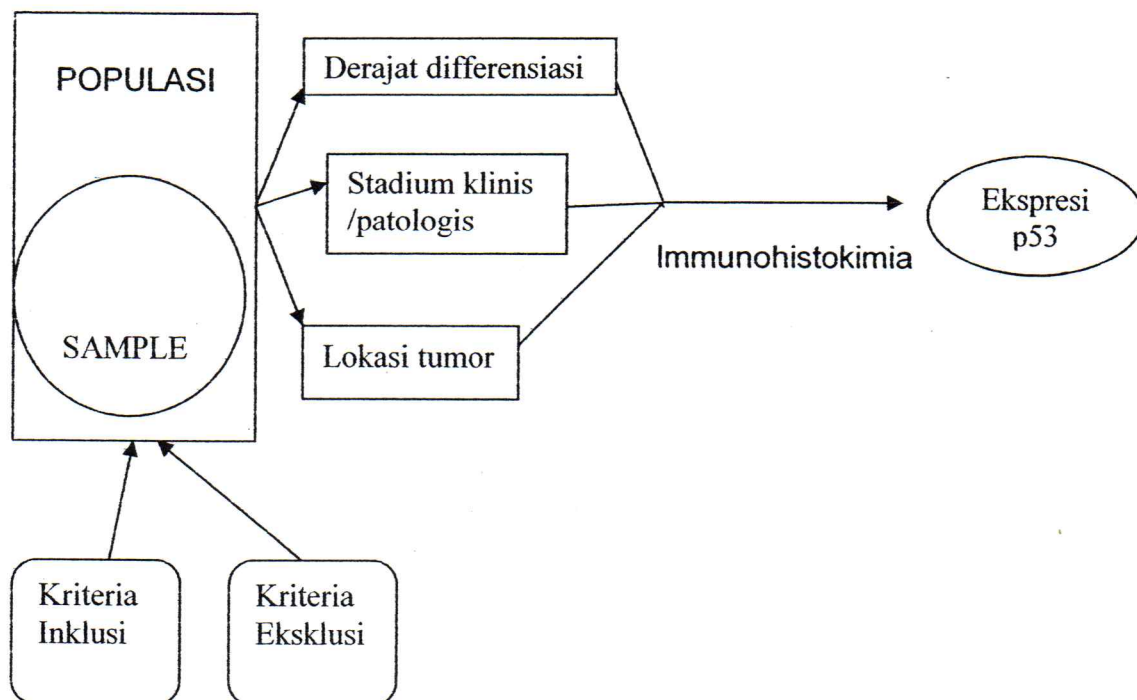 POPULASI
SAMPLE
Derajat differensiasi
Stadium klinis
/patologis
Lokasi tumor
Immunohistokimia
Ekspresi
p53
Kriteria
Inklusi
Kriteria
Eksklusi